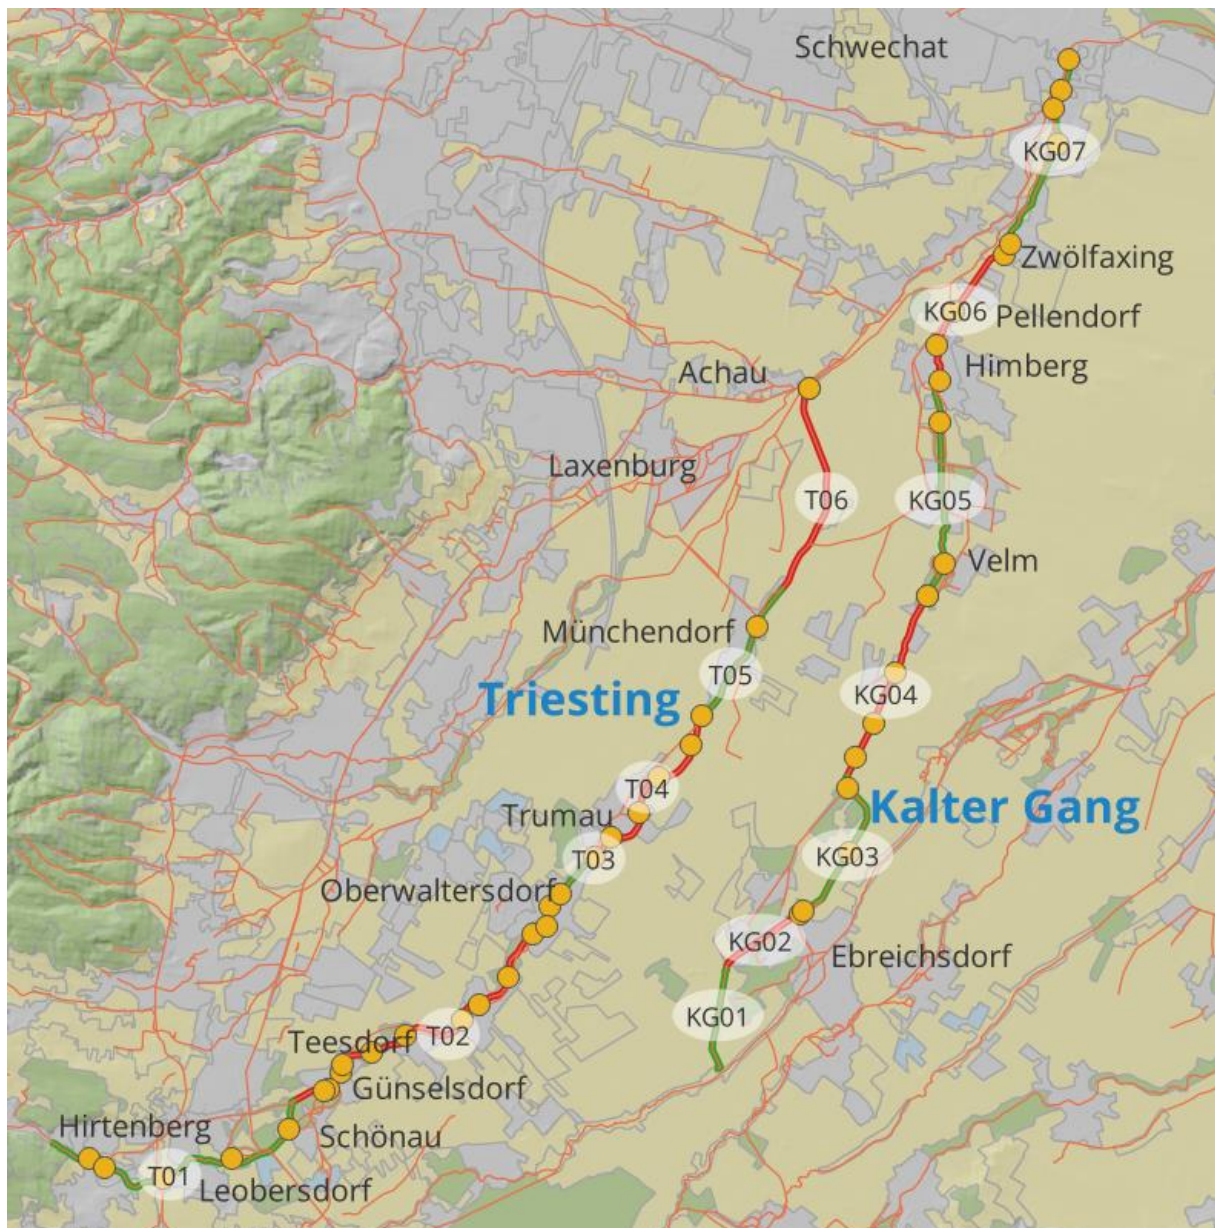 Schwechat
KG07
Zwölfaxing
KG06
Pellendorf
Himberg
Achau
Laxenburg
T06
KG05
Velm
Münchendorf
T05
KG04
Triesting
T04
Kalter Gang
Trumau
T03
KG03
Oberwaltersdorf
KG02
Ebreichsdorf
KG01
T02
Teesdorf
Günselsdorf
Hirtenberg
Schönau
T01
Leobersdorf